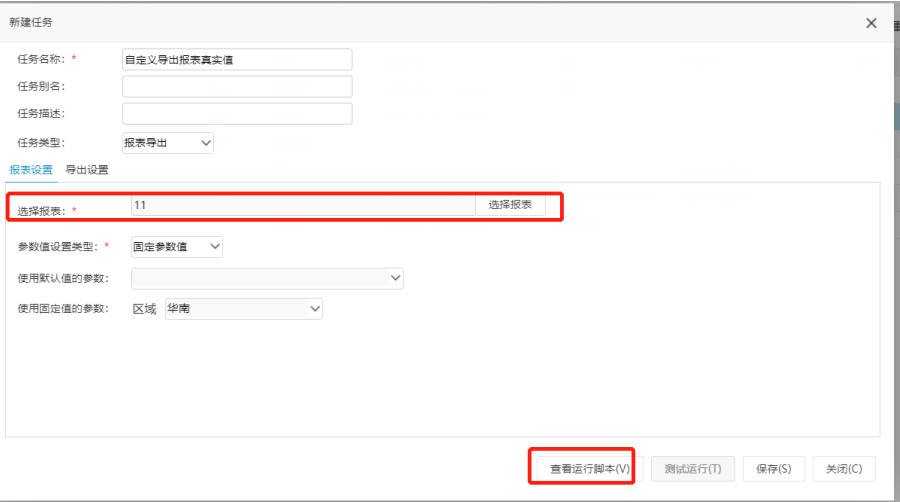 新建任务
任务名称： * 自定义导出报表真实值
任务别名：
任务描述：
任务类型： 报表导出
报表设置 导出设置
选择报表： * 11 选择报表
参数值设置类型： * 固定参数值
使用默认值的参数：
使用固定值的参数： 区域 华南
查看运行脚本(V) 测试运行(T) 保存(S) 关闭(C)